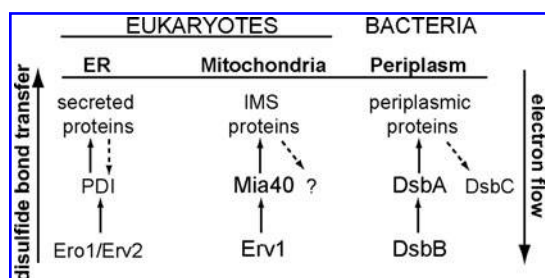 EUKARYOTES BACTERIA
ER Mitochondria Periplasm
secreted IMS periplasmic
proteins proteins proteins
PDI Mia40 ? DsbA DsbC
Ero1/Erv2 Erv1 DsbB
disulfide bond transfer
electron flow